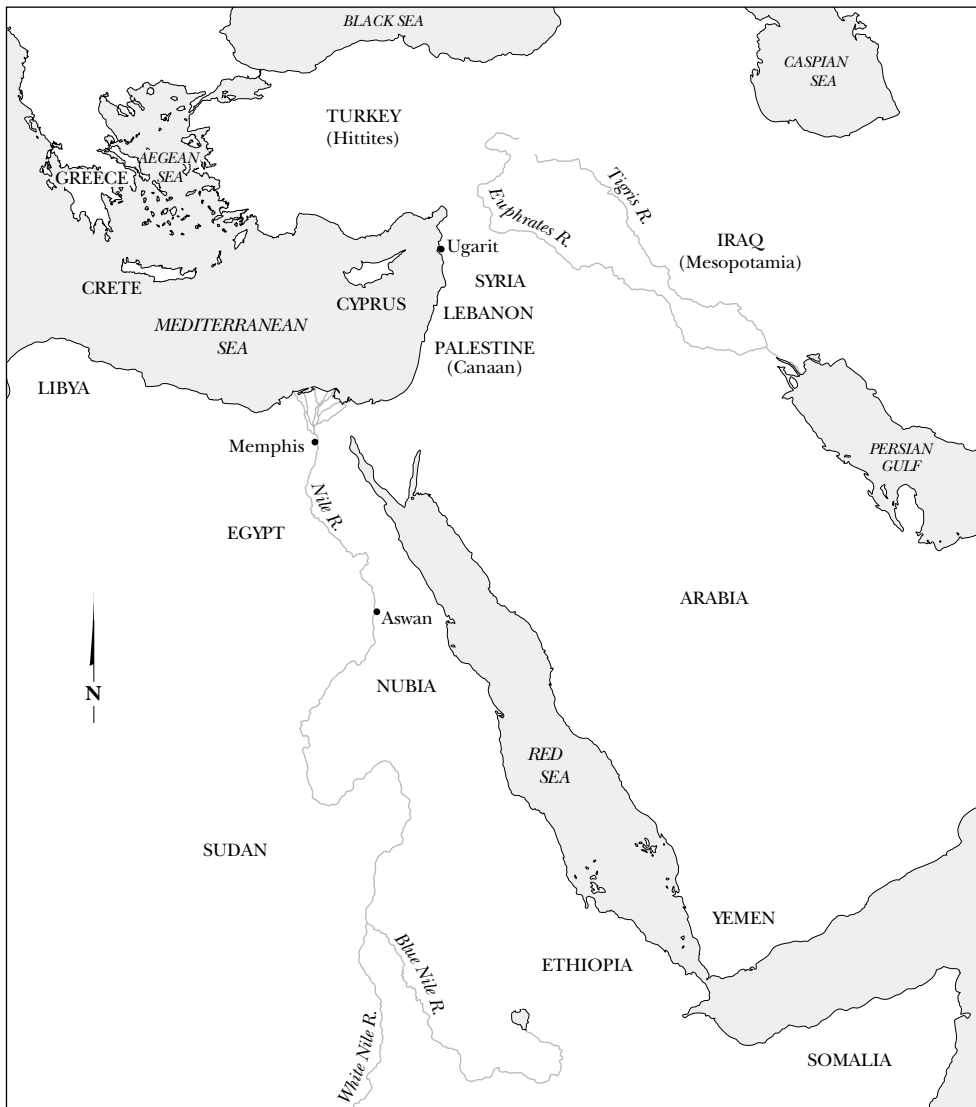 BLACK SEA
CASPIAN
SEA
TURKEY
(Hittites)
AEGEAN
SEA
GREECE
Tigris R.
Euphrates R.
IRAQ
(Mesopotamia)
Ugarit
SYRIA
CRETE
CYPRUS
LEBANON
MEDITERRANEAN
SEA
PALESTINE
(Canaan)
LIBYA
Memphis
PERSIAN
GULF
Nile R.
EGYPT
ARABIA
Aswan
NUBIA
N
RED
SEA
SUDAN
YEMEN
Blue Nile R.
ETHIOPIA
White Nile R.
SOMALIA